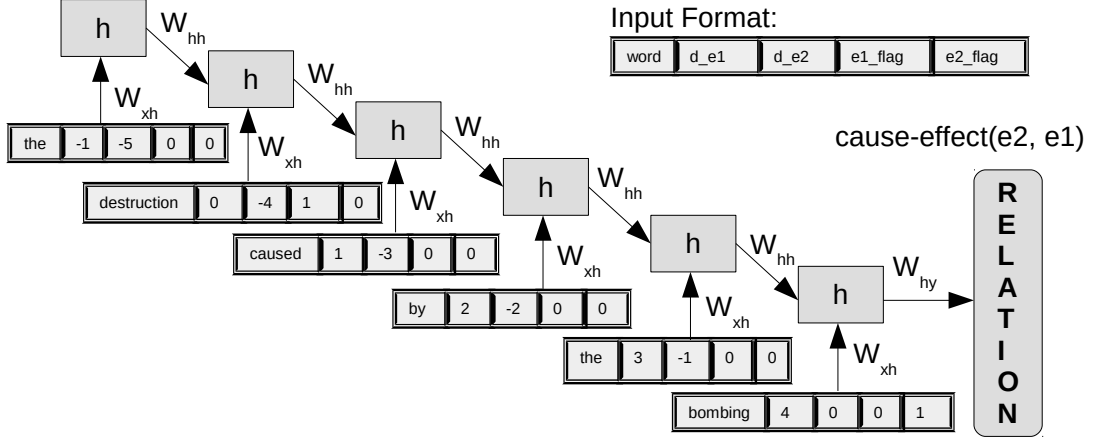 Input Format:
word d_e1 d_e2 e1_flag e2_flag
h
W_hh
W_xh
the -1 -5 0 0
h
W_hh
W_xh
destruction 0 -4 1 0
h
W_hh
W_xh
caused 1 -3 0 0
h
W_hh
W_xh
by 2 -2 0 0
h
W_hh
W_xh
the 3 -1 0 0
h
W_hy
W_xh
bombing 4 0 0 1
cause-effect(e2, e1)
RELATION